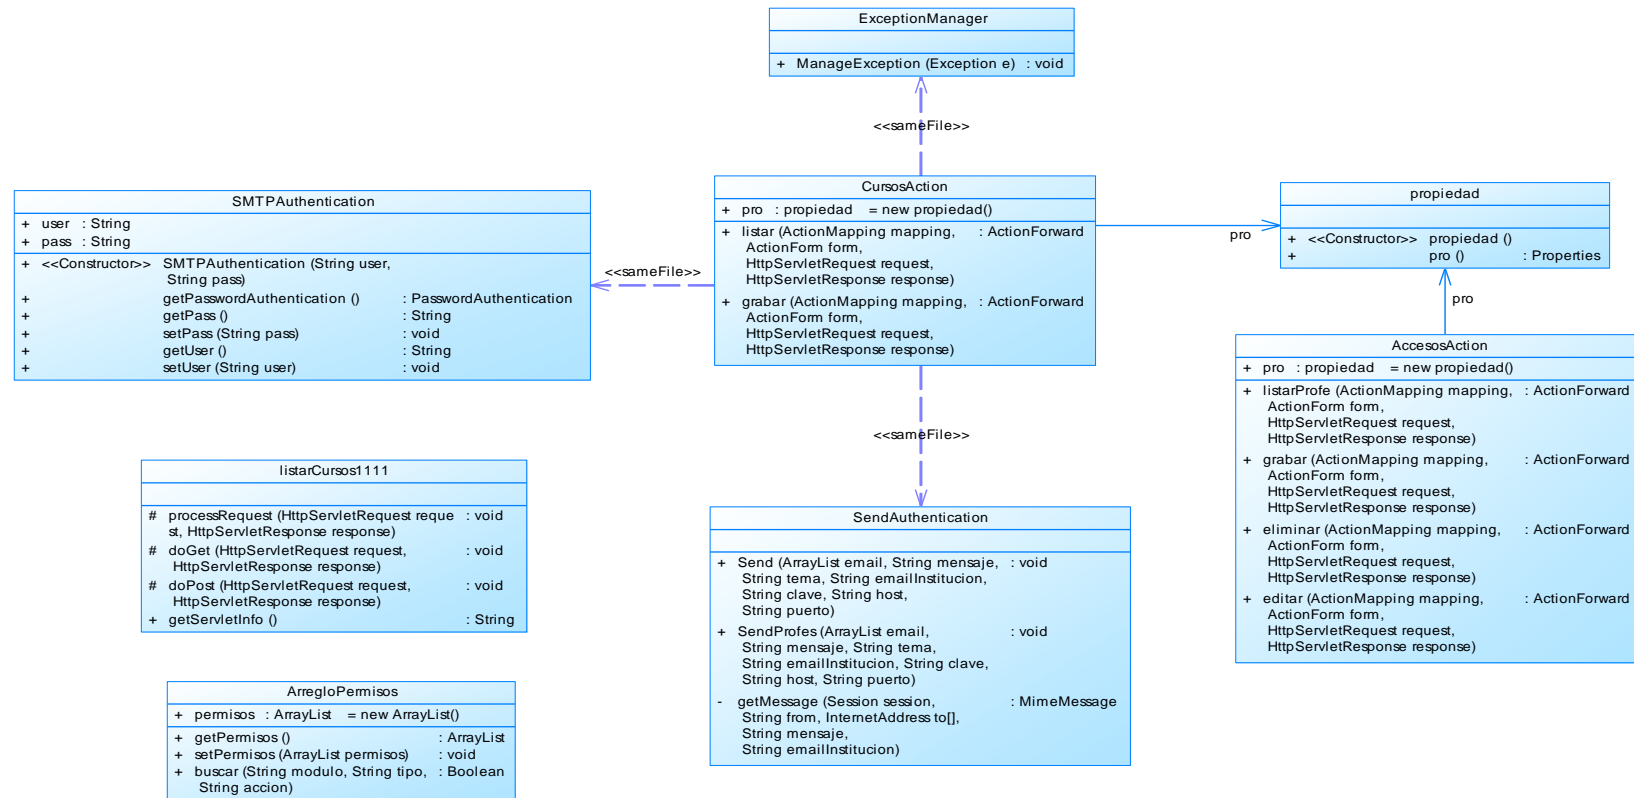 ExceptionManager
+ ManageException (Exception e) : void
<<sameFile>>
CursosAction
+ pro : propiedad = new propiedad()
+ listar (ActionMapping mapping, : ActionForward
ActionForm form,
HttpServletRequest request,
HttpServletResponse response)
+ grabar (ActionMapping mapping, : ActionForward
ActionForm form,
HttpServletRequest request,
HttpServletResponse response)
SMTPAuthentication
+ user : String
+ pass : String
+ <<Constructor>> SMTPAuthentication (String user,
String pass)
+ getPasswordAuthentication () : PasswordAuthentication
+ getPass () : String
+ setPass (String pass) : void
+ getUser () : String
+ setUser (String user) : void
<<sameFile>>
propiedad
+ <<Constructor>> propiedad ()
+ pro () : Properties
pro
pro
AccesosAction
+ pro : propiedad = new propiedad()
+ listarProfe (ActionMapping mapping, : ActionForward
ActionForm form,
HttpServletRequest request,
HttpServletResponse response)
+ grabar (ActionMapping mapping, : ActionForward
ActionForm form,
HttpServletRequest request,
HttpServletResponse response)
+ eliminar (ActionMapping mapping, : ActionForward
ActionForm form,
HttpServletRequest request,
HttpServletResponse response)
+ editar (ActionMapping mapping, : ActionForward
ActionForm form,
HttpServletRequest request,
HttpServletResponse response)
<<sameFile>>
listarCursos1111
# processRequest (HttpServletRequest reque : void
st, HttpServletResponse response)
# doGet (HttpServletRequest request, : void
HttpServletResponse response)
# doPost (HttpServletRequest request, : void
HttpServletResponse response)
+ getServletInfo () : String
SendAuthentication
+ Send (ArrayList email, String mensaje, : void
String tema, String emailInstitucion,
String clave, String host,
String puerto)
+ SendProfes (ArrayList email, : void
String mensaje, String tema,
String emailInstitucion, String clave,
String host, String puerto)
- getMessage (Session session, : MimeMessage
String from, InternetAddress to[],
String mensaje,
String emailInstitucion)
ArregloPermisos
+ permisos : ArrayList = new ArrayList()
+ getPermisos () : ArrayList
+ setPermisos (ArrayList permisos) : void
+ buscar (String modulo, String tipo, : Boolean
String accion)